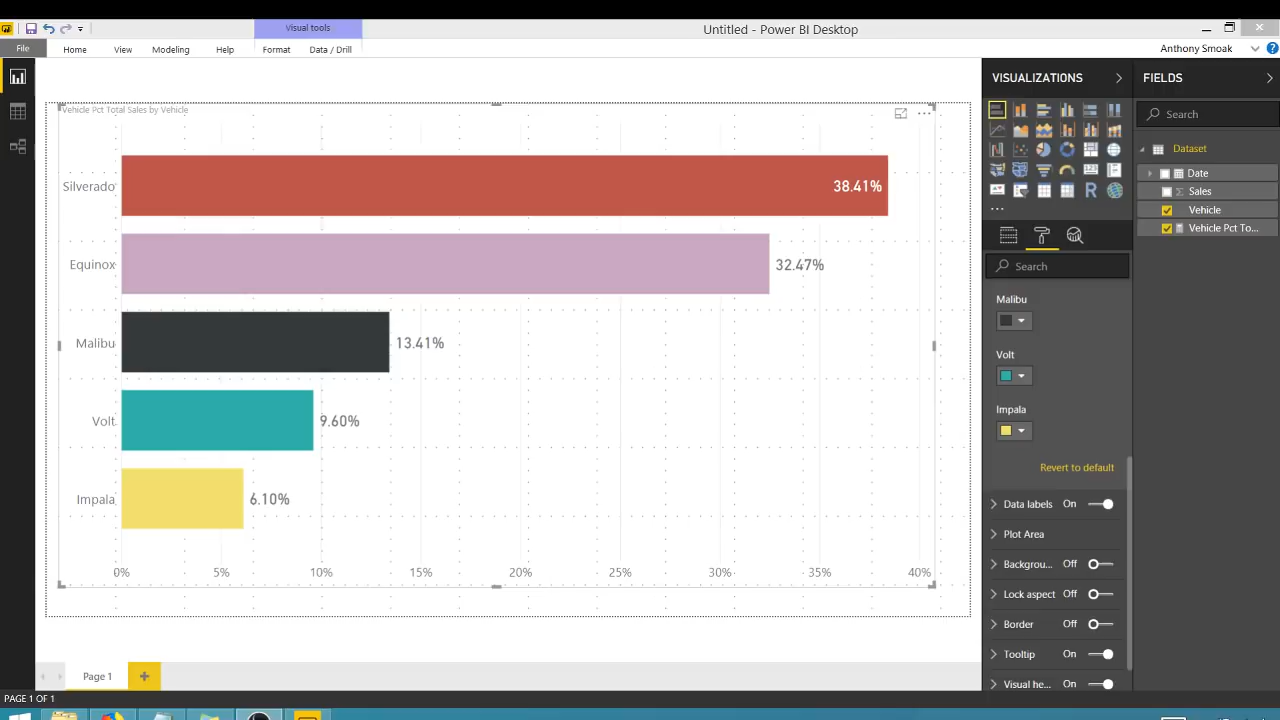 Visual tools
Untitled - Power BI Desktop
File Home View Modeling Help Format Data / Drill
Anthony Smoak
?
Vehicle Pct Total Sales by Vehicle
Silverado 38.41%
Equinox 32.47%
Malibu 13.41%
Volt 9.60%
Impala 6.10%
0% 5% 10% 15% 20% 25% 30% 35% 40%
VISUALIZATIONS
R
Search
Malibu
Volt
Impala
Revert to default
Data labels On
Plot Area
Backgrou... Off
Lock aspect Off
Border Off
Tooltip On
Visual he... On
FIELDS
Search
Dataset
Date
Σ Sales
Vehicle
Vehicle Pct To...
Page 1
PAGE 1 OF 1